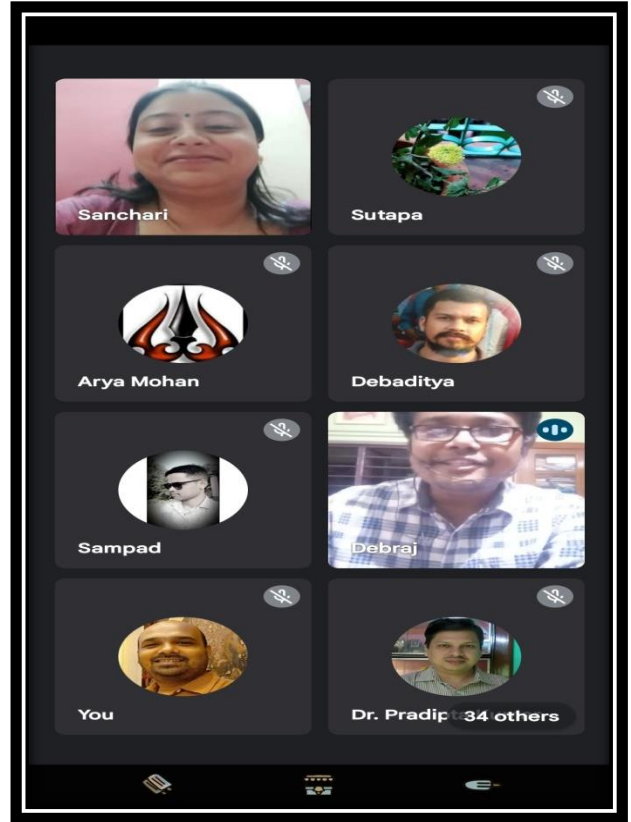 Sanchari
Sutapa
Arya Mohan
Debaditya
Sampad
Debraj
You
Dr. Pradip
34 others